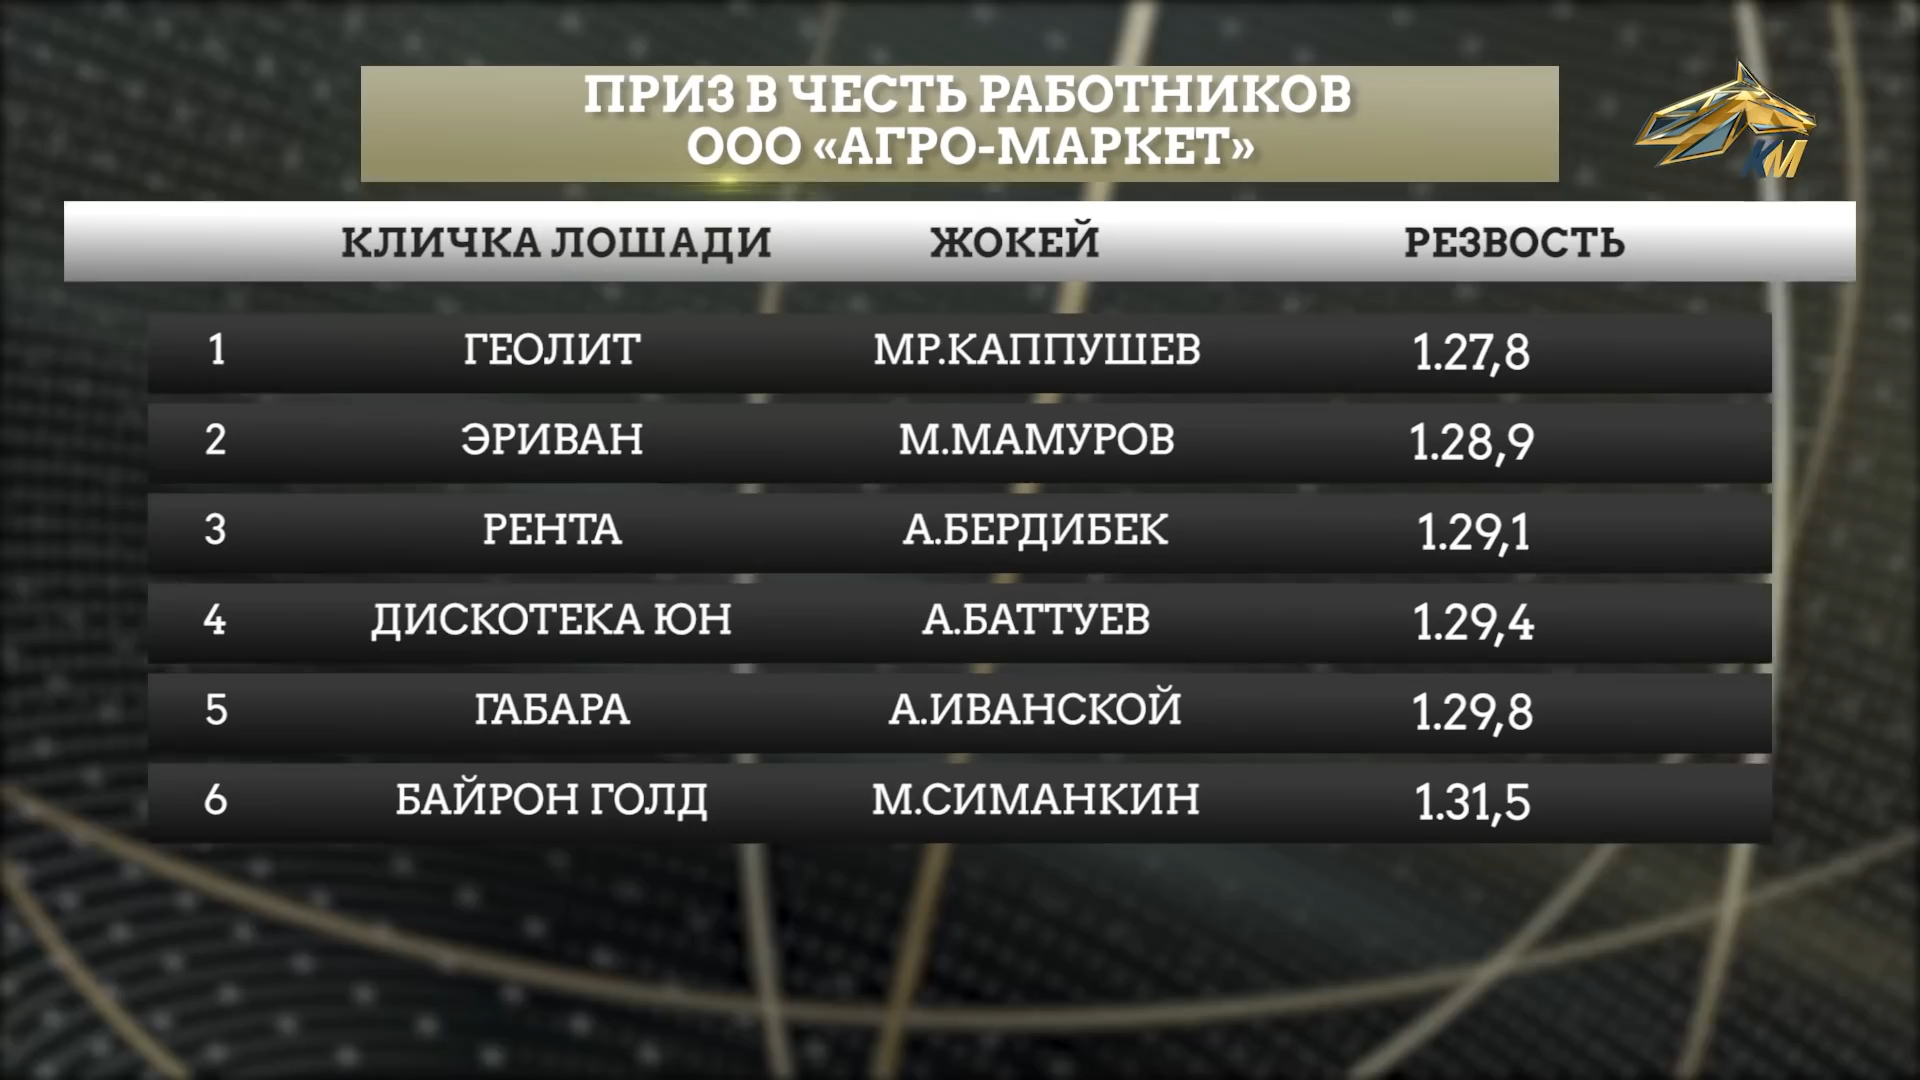 ПРИЗ В ЧЕСТЬ РАБОТНИКОВ
ООО «АГРО-МАРКЕТ»
КМ
КЛИЧКА ЛОШАДИ ЖОКЕЙ РЕЗВОСТЬ
1 ГЕОЛИТ МР.КАППУШЕВ 1.27,8
2 ЭРИВАН М.МАМУРОВ 1.28,9
3 РЕНТА А.БЕРДИБЕК 1.29,1
4 ДИСКОТЕКА ЮН А.БАТТУЕВ 1.29,4
5 ГАБАРА А.ИВАНСКОЙ 1.29,8
6 БАЙРОН ГОЛД М.СИМАНКИН 1.31,5